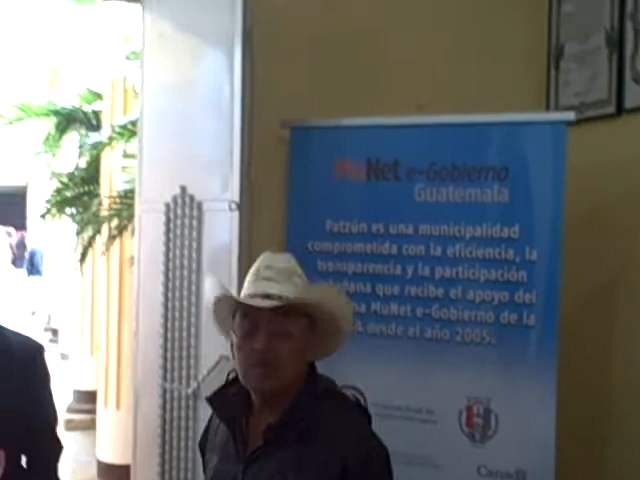 MuNet e-Gobierno
Guatemala
Patzún es una municipalidad
comprometida con la eficiencia, la
transparencia y la participación
que recibe el apoyo del
MuNet e-Gobierno de la
desde el año 2005.
Canada